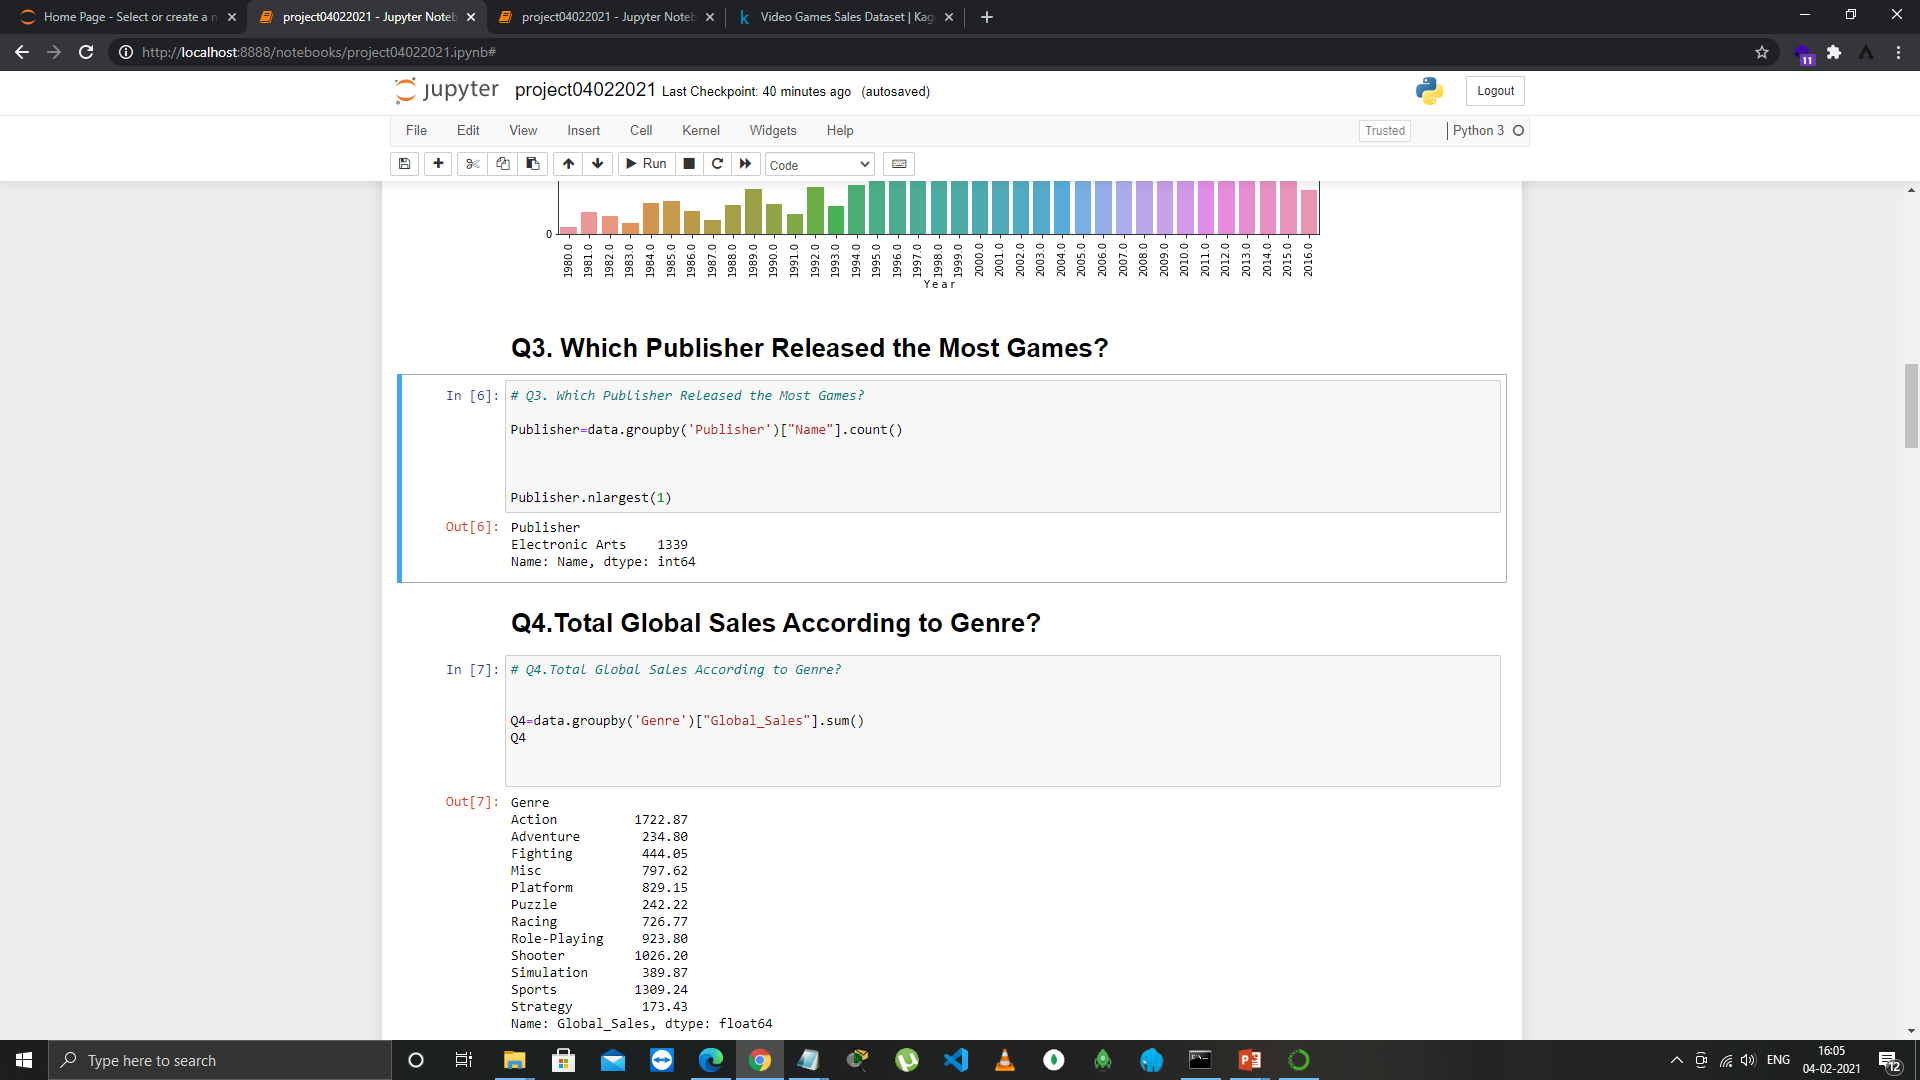 Home Page - Select or create a n
project04022021 - Jupyter Noteb
project04022021 - Jupyter Noteb
Video Games Sales Dataset | Kag
http://localhost:8888/notebooks/project04022021.ipynb#
11
jupyter project04022021 Last Checkpoint: 40 minutes ago (autosaved)
Logout
File Edit View Insert Cell Kernel Widgets Help
Trusted
Python 3
Run
Code
0
1980.0 1981.0 1982.0 1983.0 1984.0 1985.0 1986.0 1987.0 1988.0 1989.0 1990.0 1991.0 1992.0 1993.0 1994.0 1995.0 1996.0 1997.0 1998.0 1999.0 2000.0 2001.0 2002.0 2003.0 2004.0 2005.0 2006.0 2007.0 2008.0 2009.0 2010.0 2011.0 2012.0 2013.0 2014.0 2015.0 2016.0
Year
Q3. Which Publisher Released the Most Games?
In [6]: # Q3. Which Publisher Released the Most Games?
Publisher=data.groupby('Publisher')["Name"].count()
Publisher.nlargest(1)
Out[6]: Publisher
Electronic Arts    1339
Name: Name, dtype: int64
Q4.Total Global Sales According to Genre?
In [7]: # Q4.Total Global Sales According to Genre?
Q4=data.groupby('Genre')["Global_Sales"].sum()
Q4
Out[7]: Genre
Action          1722.87
Adventure        234.80
Fighting         444.05
Misc             797.62
Platform         829.15
Puzzle           242.22
Racing           726.77
Role-Playing     923.80
Shooter         1026.20
Simulation       389.87
Sports          1309.24
Strategy         173.43
Name: Global_Sales, dtype: float64
Type here to search
ENG
16:05
04-02-2021
12